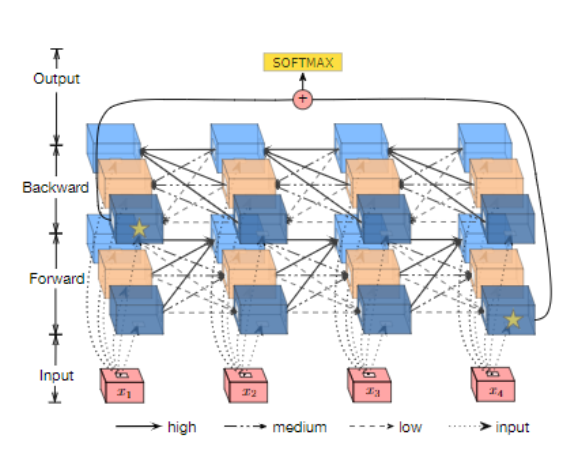 SOFTMAX
Output
+
Backward
Forward
Input
x₁ x₂ x₃ x₄
high medium low input